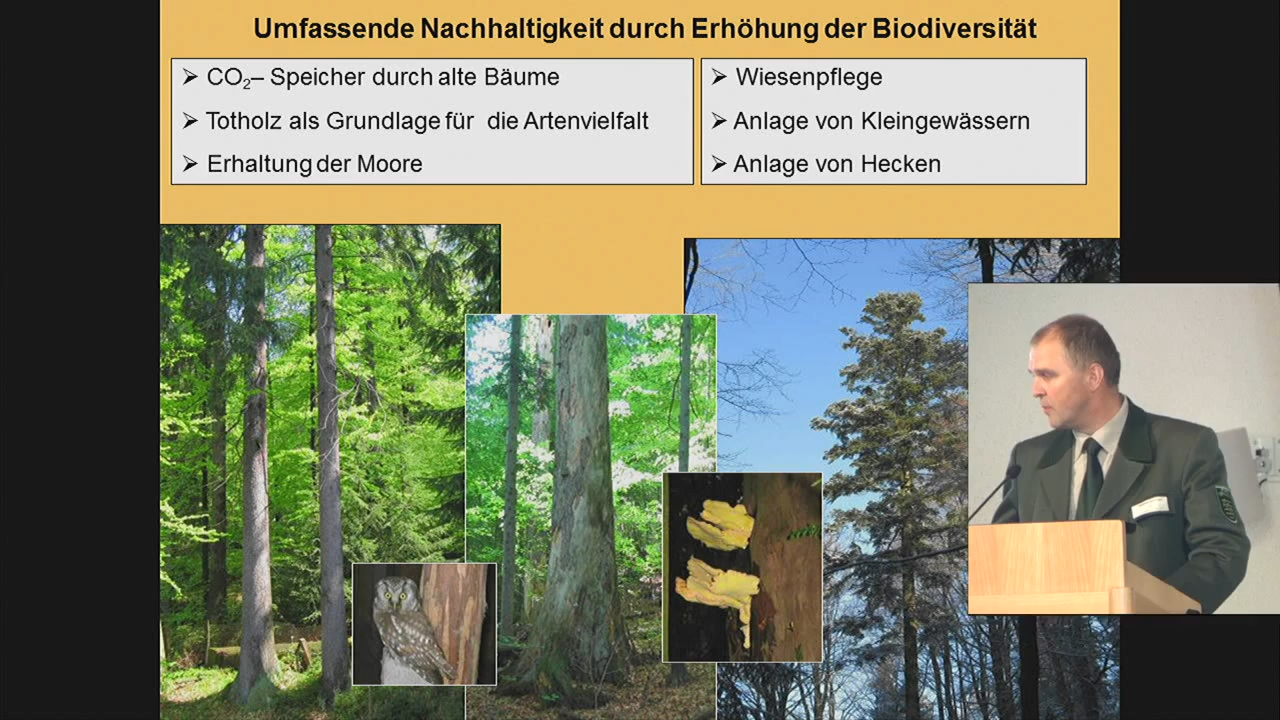 Umfassende Nachhaltigkeit durch Erhöhung der Biodiversität
➢ CO₂– Speicher durch alte Bäume
➢ Totholz als Grundlage für die Artenvielfalt
➢ Erhaltung der Moore
➢ Wiesenpflege
➢ Anlage von Kleingewässern
➢ Anlage von Hecken